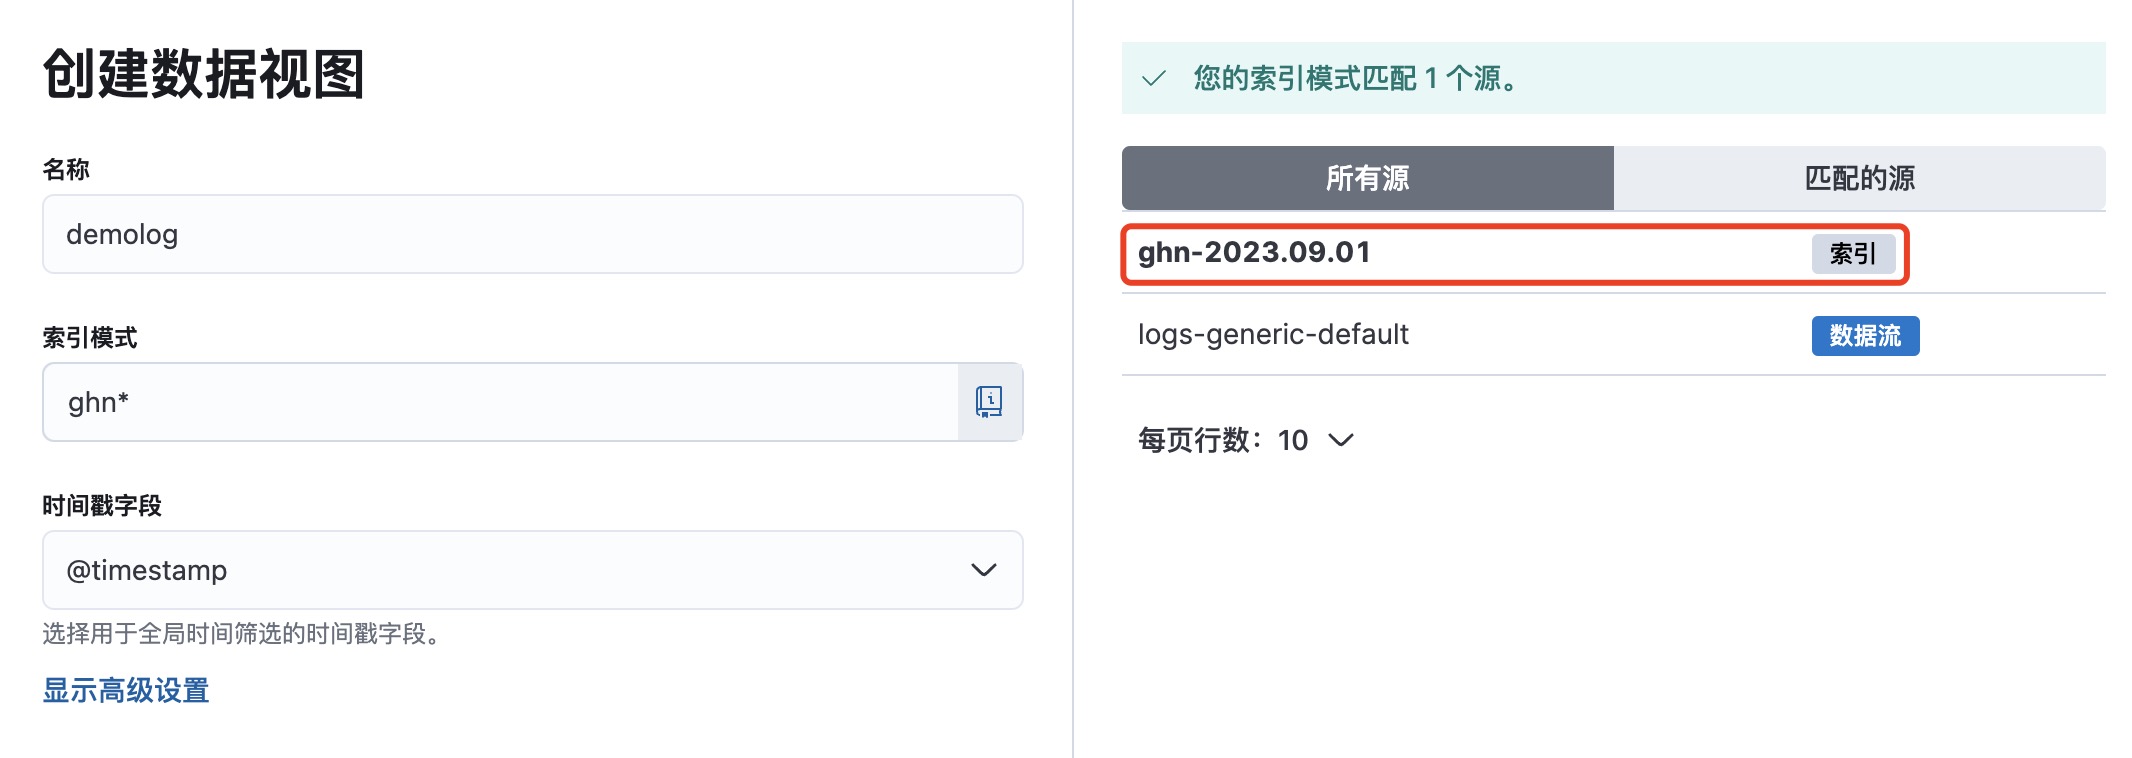 创建数据视图
名称
demolog
索引模式
ghn*
时间戳字段
@timestamp
选择用于全局时间筛选的时间戳字段。
显示高级设置
您的索引模式匹配 1 个源。
所有源
匹配的源
ghn-2023.09.01
索引
logs-generic-default
数据流
每页行数：10